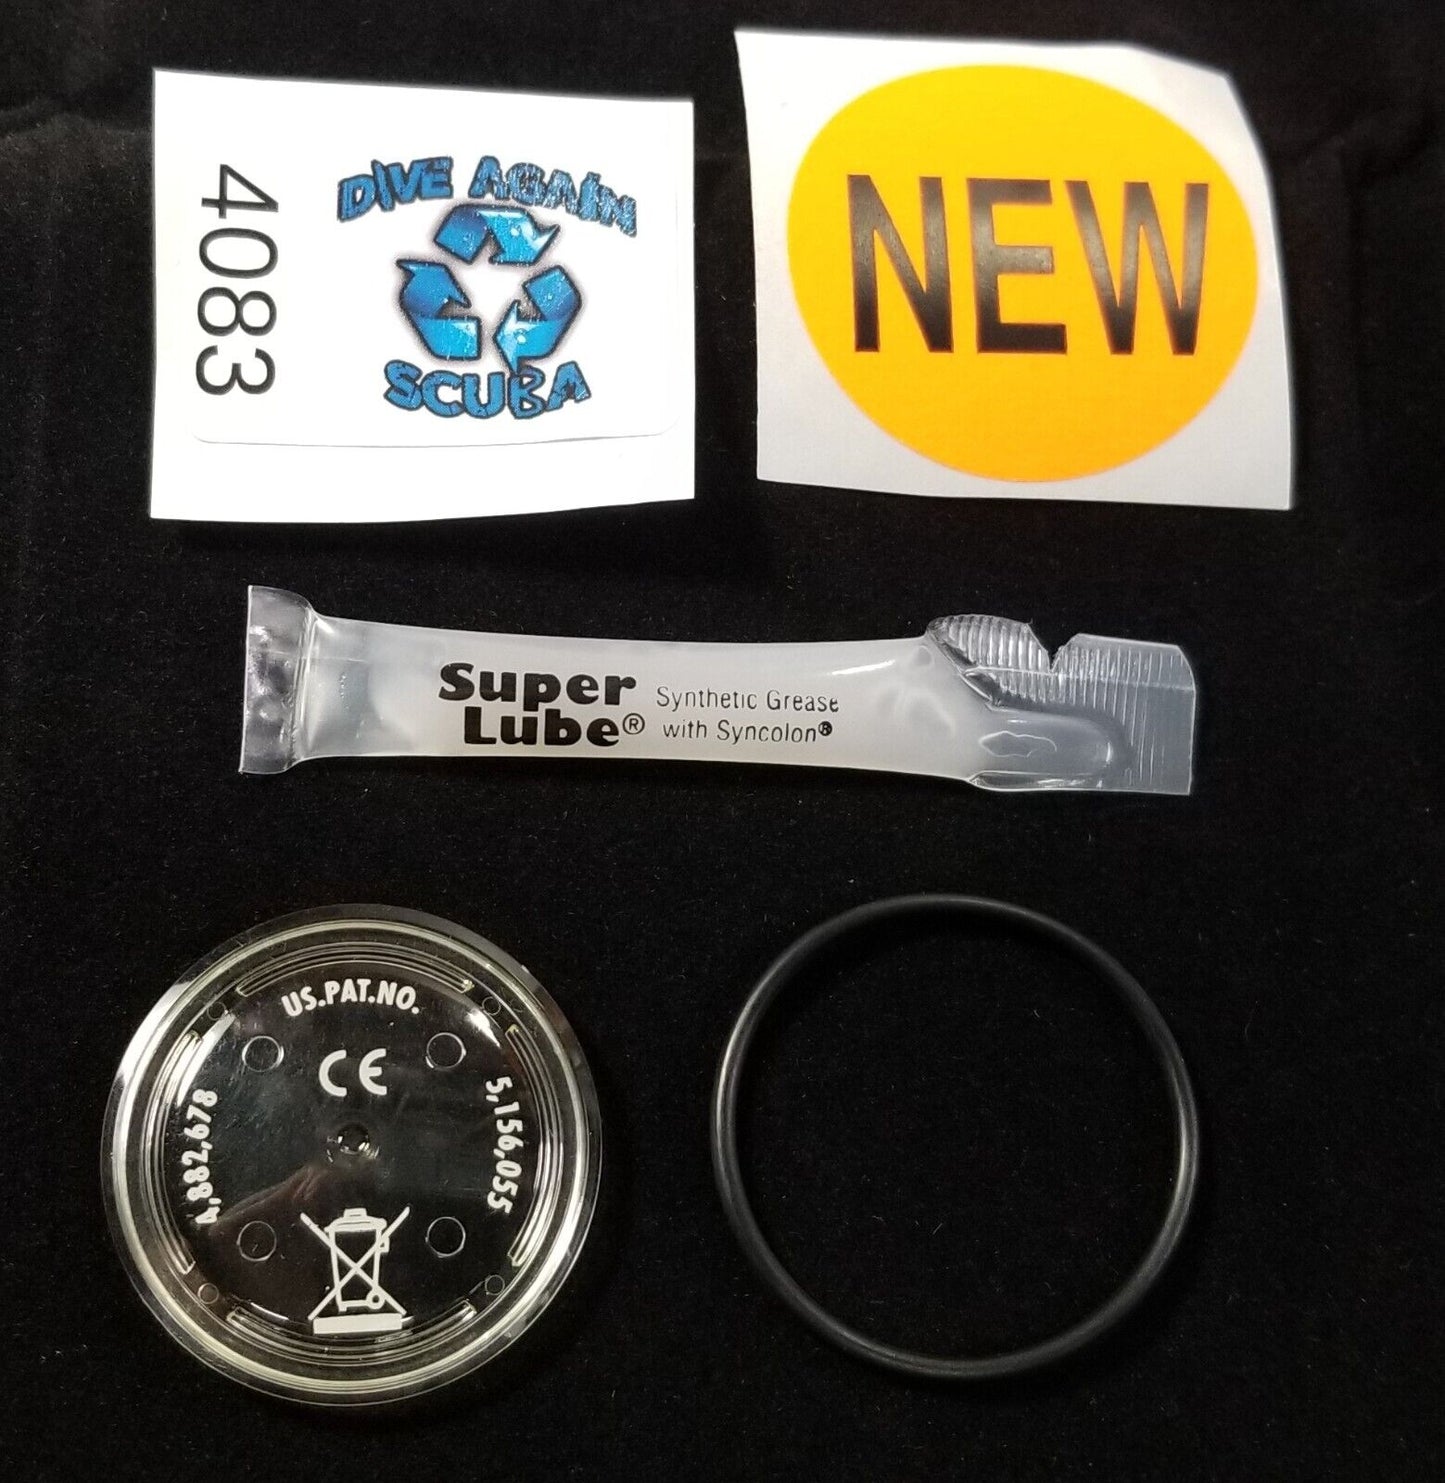 4083
DIVE AGAIN
SCUBA
NEW
Super
Lube®
Synthetic Grease
with Syncolon®
US.PAT.NO.
CE
4,882,678
5,156,055